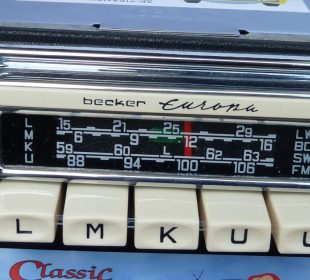 becker Europa
L 15 21 25 29 LW
M 6 9 12 16 BC
K 59 60 L 62 63 SW
U 88 94 100 106 FM
L M K U U
Classic